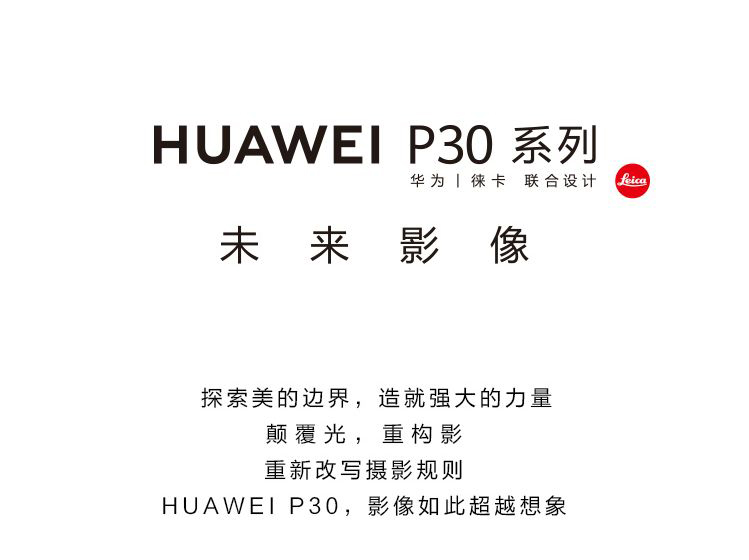 HUAWEI P30 系列
华为 | 徕卡 联合设计
Leica
未来影像
探索美的边界，造就强大的力量
颠覆光，重构影
重新改写摄影规则
HUAWEI P30，影像如此超越想象